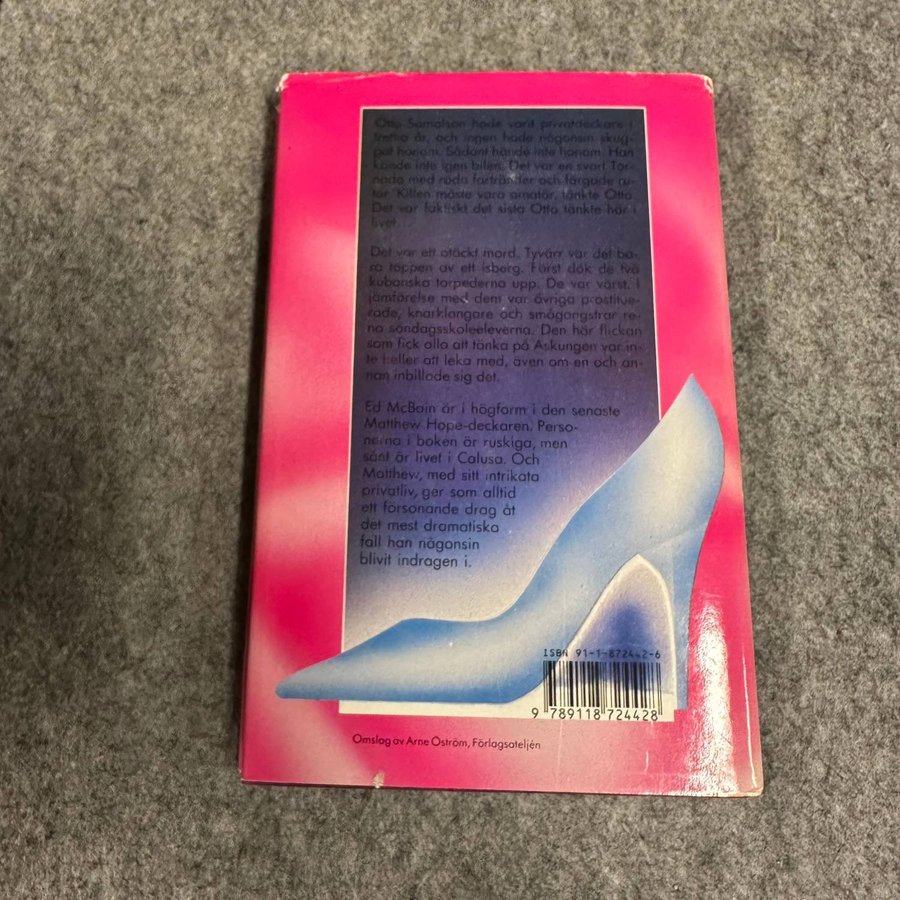 Otto Samalson hade varit privatdeckare i
trettio år, och ingen hade någonsin skug-
gat honom. Sådant hände inte honom. Han
kände inte igen bilen. Det var en svart Tor-
nado med röda fartränder och färgade ru-
tor. Killen måste vara amatör, tänkte Otto.
Det var faktiskt det sista Otto tänkte här i
livet...
Det var ett otäckt mord. Tyvärr var det ba-
ra toppen av ett isberg. Först dök de två
kubanska torpederna upp. De var värst. I
jämförelse med dem var övriga prostitue-
rade, knarklangare och smågangstrar re-
na söndagsskoleeleverna. Den här flickan
som fick alla att tänka på Askungen var in-
te heller att leka med, även om en och an-
nan inbillade sig det.
Ed McBain är i högform i den senaste
Matthew Hope-deckaren. Perso-
nerna i boken är ruskiga, men
sånt är livet i Calusa. Och
Matthew, med sitt intrikata
privatliv, ger som alltid
ett försonande drag åt
det mest dramatiska
fall han någonsin
blivit indragen i.
ISBN 91-1-872442-6
9 789118 724428
Omslag av Arne Öström, Förlagsateljén